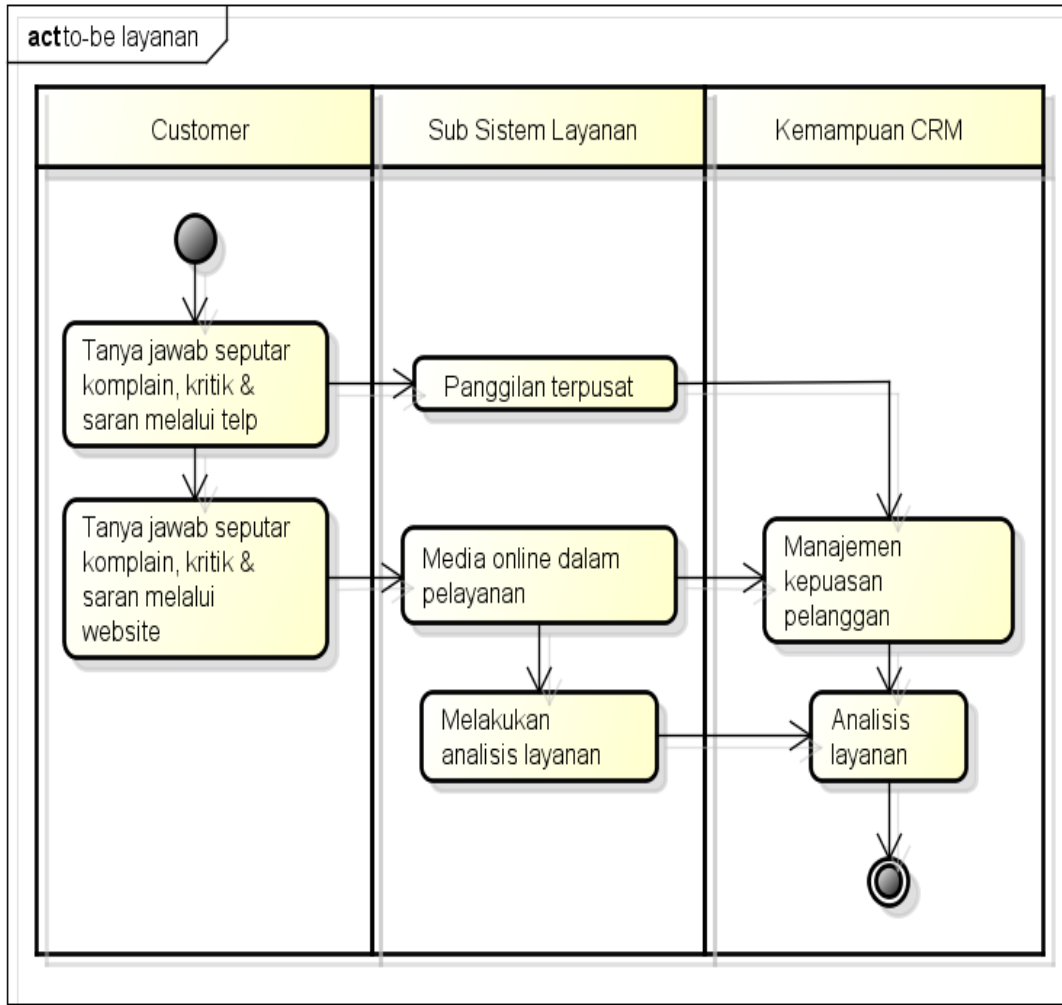 act to-be layanan
Customer
Sub Sistem Layanan
Kemampuan CRM
Tanya jawab seputar
komplain, kritik &
saran melalui telp
Panggilan terpusat
Tanya jawab seputar
komplain, kritik &
saran melalui
website
Media online dalam
pelayanan
Manajemen
kepuasan
pelanggan
Melakukan
analisis layanan
Analisis
layanan